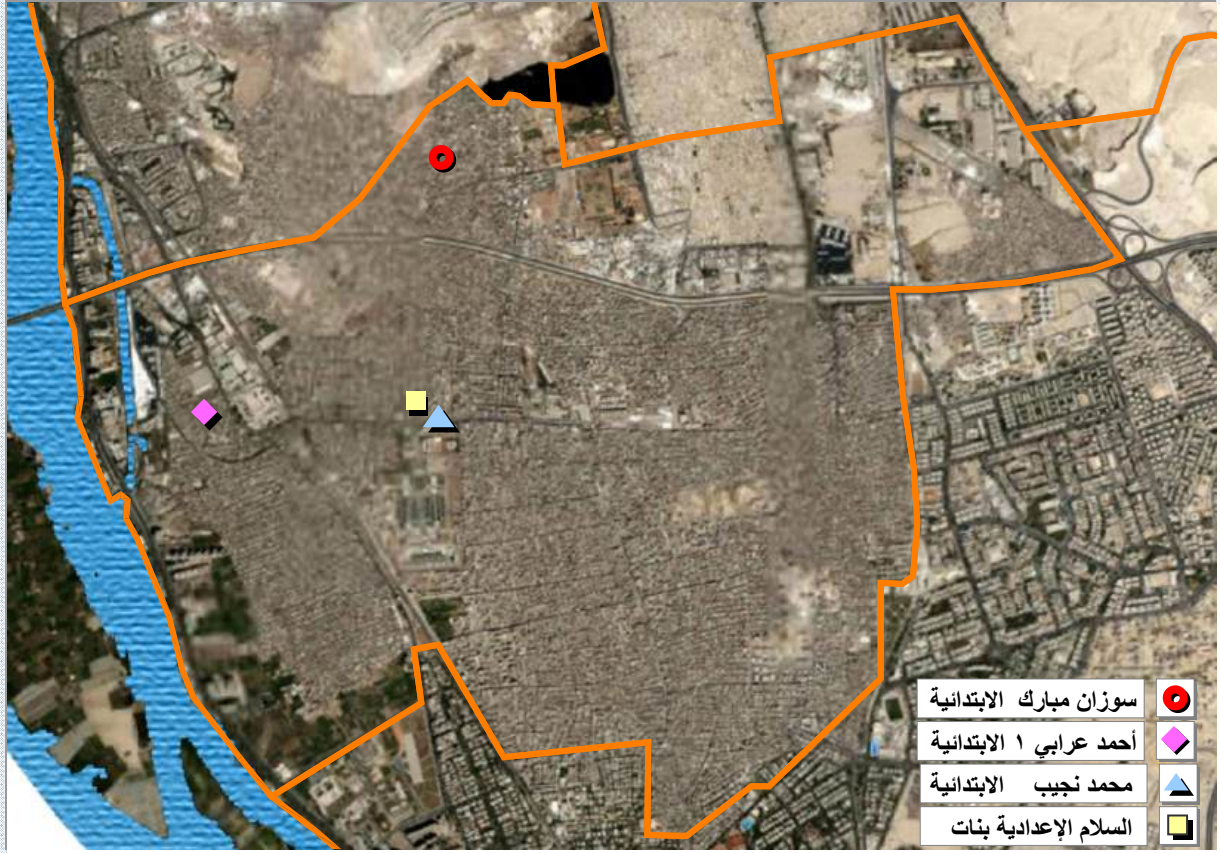 سوزان مبارك الابتدائية
أحمد عرابي ١ الابتدائية
محمد نجيب الابتدائية
السلام الإعدادية بنات